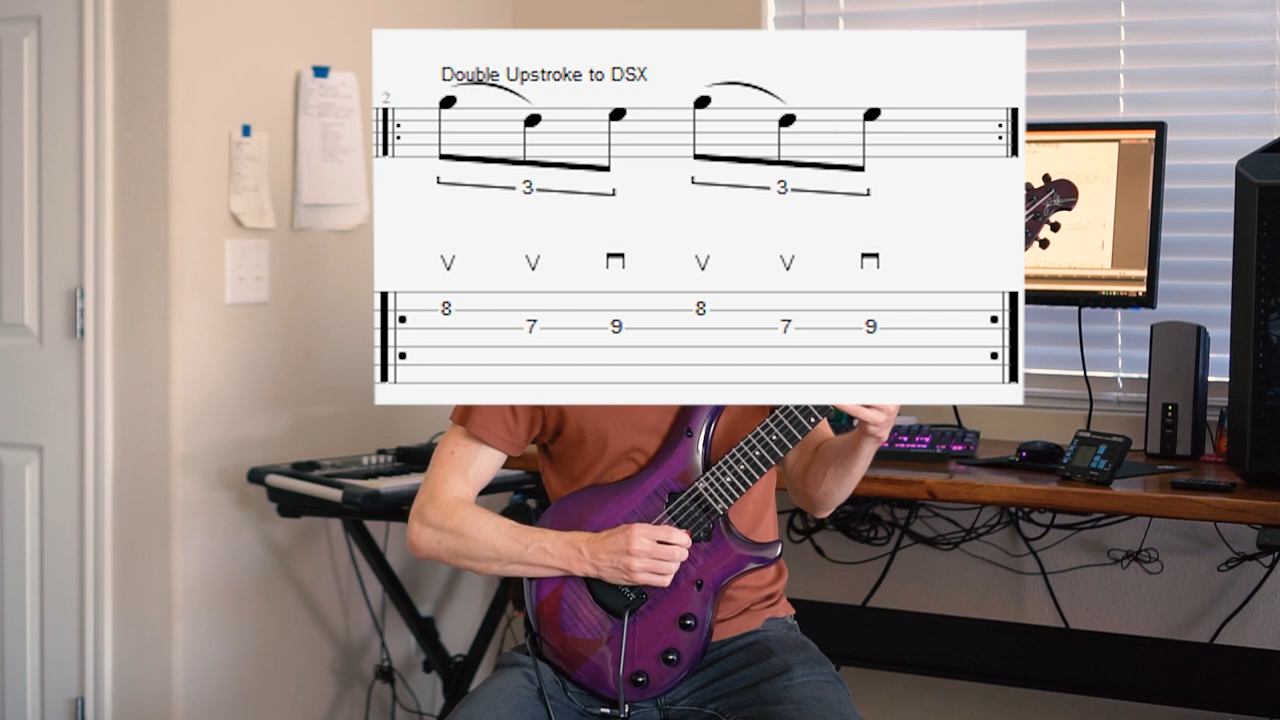 Double Upstroke to DSX
2
3 3
V V V V
8 8
7 9 7 9